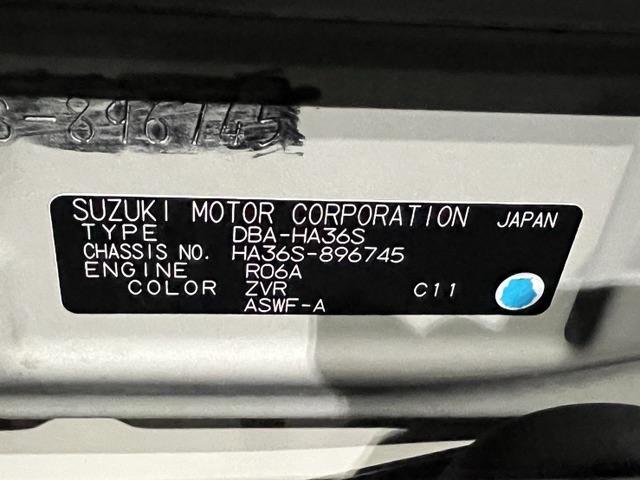 S-896745
SUZUKI MOTOR CORPORATION JAPAN
TYPE DBA-HA36S
CHASSIS NO. HA36S-896745
ENGINE R06A
COLOR ZVR C11
ASWF-A